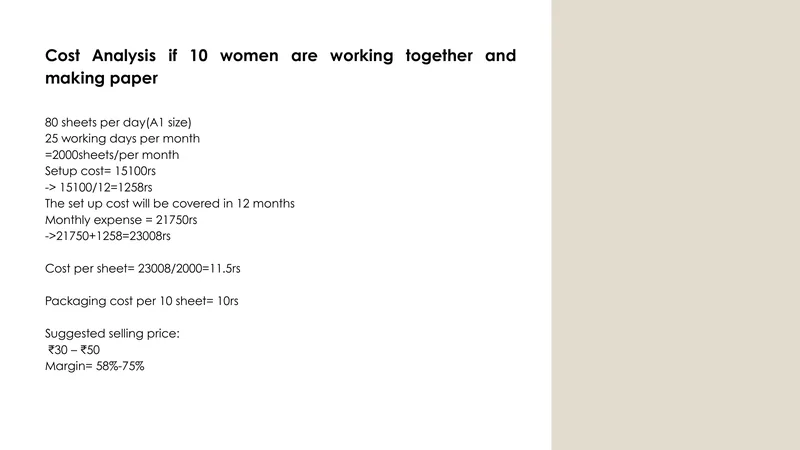 Cost Analysis if 10 women are working together and
making paper
80 sheets per day(A1 size)
25 working days per month
=2000sheets/per month
Setup cost= 15100rs
-> 15100/12=1258rs
The set up cost will be covered in 12 months
Monthly expense = 21750rs
->21750+1258=23008rs
Cost per sheet= 23008/2000=11.5rs
Packaging cost per 10 sheet= 10rs
Suggested selling price:
₹30 – ₹50
Margin= 58%-75%